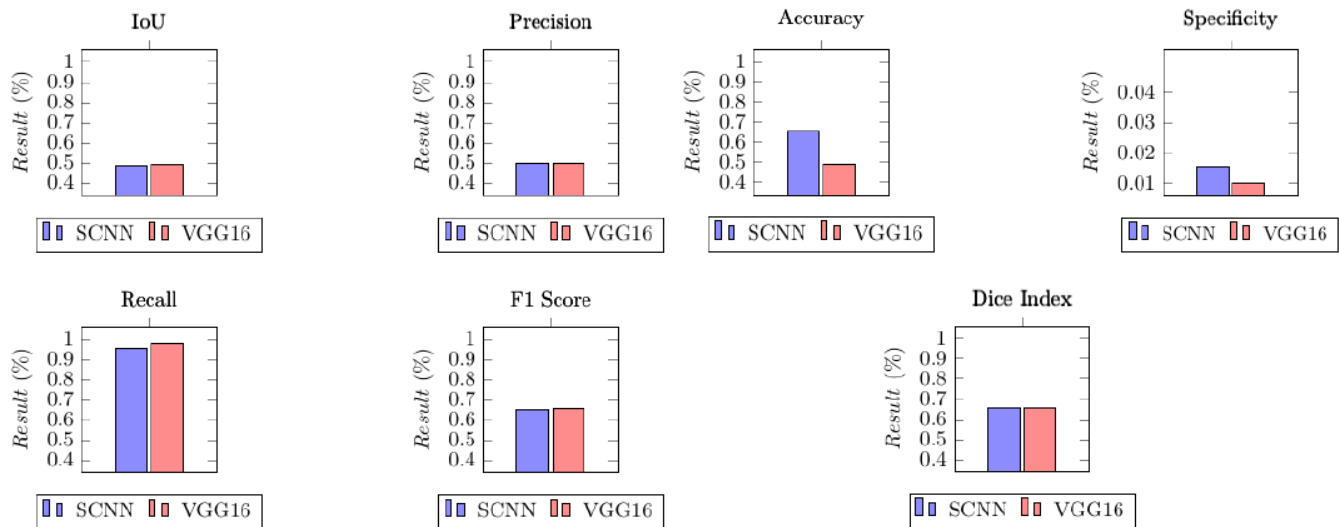 IoU
Result (%)
1
0.9
0.8
0.7
0.6
0.5
0.4
SCNN VGG16
Precision
Result (%)
1
0.9
0.8
0.7
0.6
0.5
0.4
SCNN VGG16
Accuracy
Result (%)
1
0.9
0.8
0.7
0.6
0.5
0.4
SCNN VGG16
Specificity
Result (%)
0.04
0.03
0.02
0.01
SCNN VGG16
Recall
Result (%)
1
0.9
0.8
0.7
0.6
0.5
0.4
SCNN VGG16
F1 Score
Result (%)
1
0.9
0.8
0.7
0.6
0.5
0.4
SCNN VGG16
Dice Index
Result (%)
1
0.9
0.8
0.7
0.6
0.5
0.4
SCNN VGG16